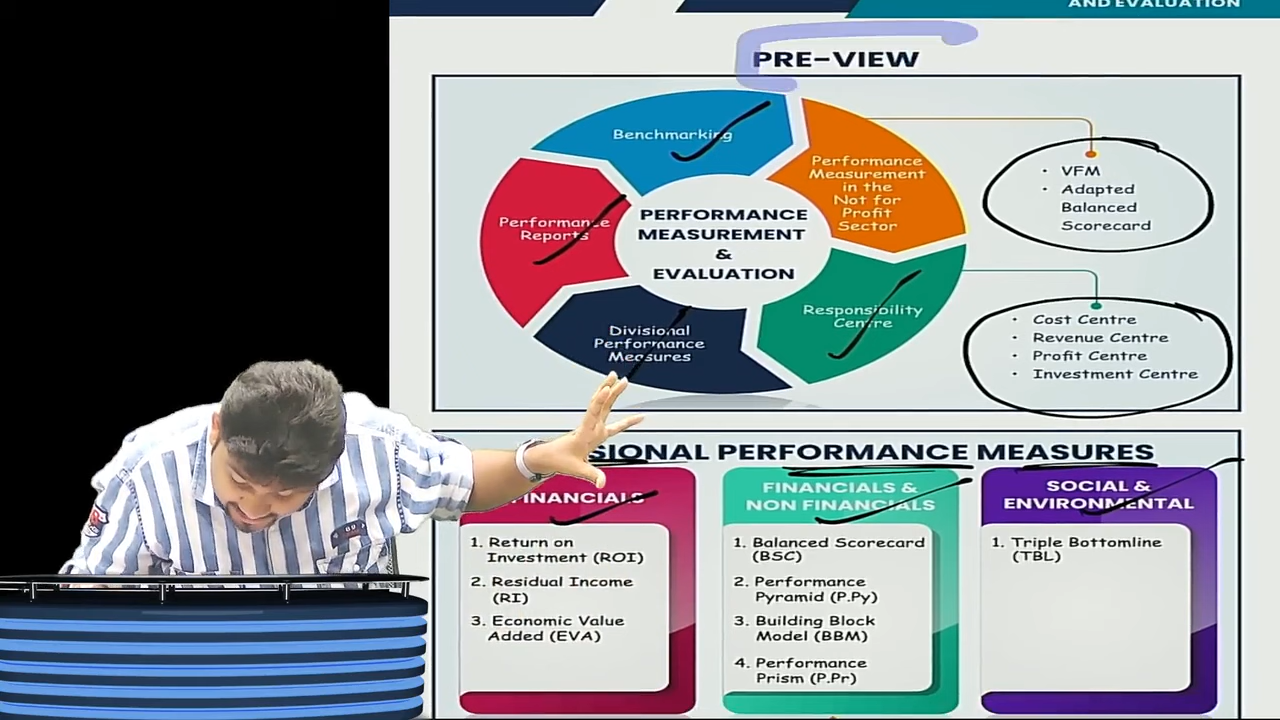 AND EVALUATION
PRE-VIEW
Benchmarking
Performance
Measurement
in the
Not for
Profit
Sector
• VFM
• Adapted
Balanced
Scorecard
Performance
Reports
PERFORMANCE
MEASUREMENT
&
EVALUATION
Responsibility
Centre
Divisional
Performance
Measures
• Cost Centre
• Revenue Centre
• Profit Centre
• Investment Centre
SIONAL PERFORMANCE MEASURES
FINANCIALS
1. Return on
Investment (ROI)
2. Residual Income
(RI)
3. Economic Value
Added (EVA)
FINANCIALS &
NON FINANCIALS
1. Balanced Scorecard
(BSC)
2. Performance
Pyramid (P.Py)
3. Building Block
Model (BBM)
4. Performance
Prism (P.Pr)
SOCIAL &
ENVIRONMENTAL
1. Triple Bottomline
(TBL)